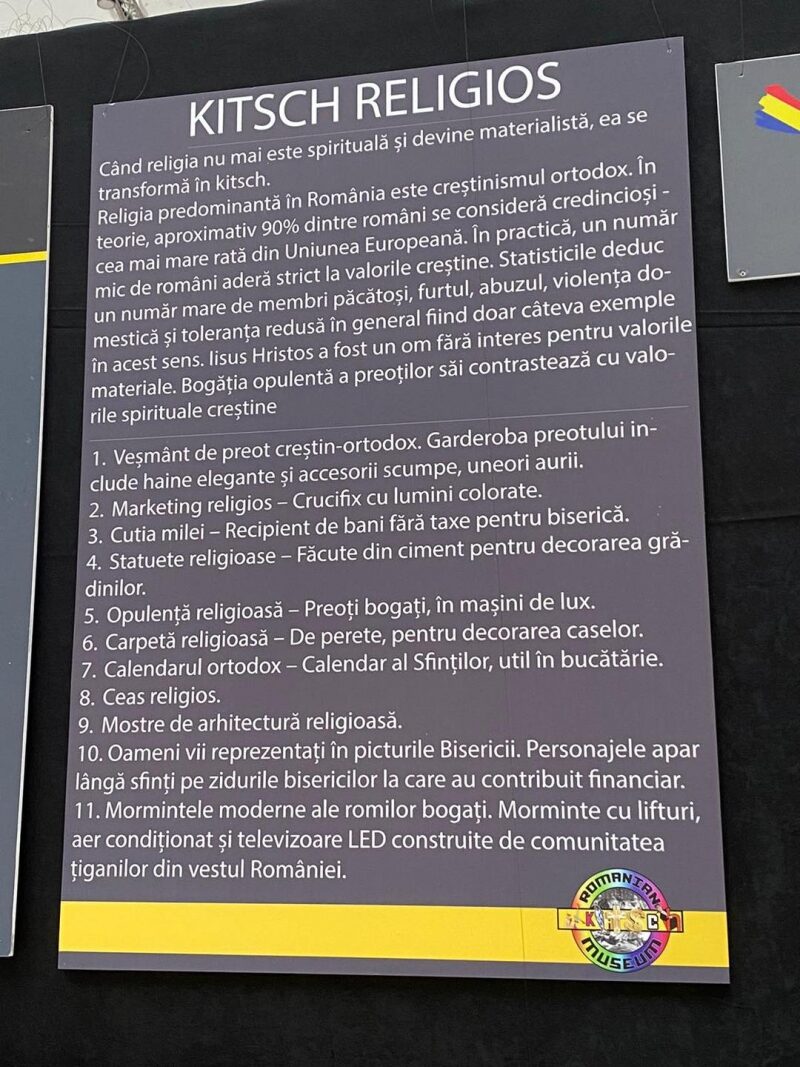 KITSCH RELIGIOS
Când religia nu mai este spirituală și devine materialistă, ea se
transformă în kitsch.
Religia predominantă în România este creștinismul ortodox. În
teorie, aproximativ 90% dintre români se consideră credincioși -
cea mai mare rată din Uniunea Europeană. În practică, un număr
mic de români aderă strict la valorile creștine. Statisticile deduc
un număr mare de membri păcătoși, furtul, abuzul, violența do-
mestică și toleranța redusă în general fiind doar câteva exemple
în acest sens. Iisus Hristos a fost un om fără interes pentru valorile
materiale. Bogăția opulentă a preoților săi contrastează cu valo-
rile spirituale creștine
1. Veșmânt de preot creștin-ortodox. Garderoba preotului in-
clude haine elegante și accesorii scumpe, uneori aurii.
2. Marketing religios – Crucifix cu lumini colorate.
3. Cutia milei – Recipient de bani fără taxe pentru biserică.
4. Statuete religioase – Făcute din ciment pentru decorarea gră-
dinilor.
5. Opulență religioasă – Preoți bogați, în mașini de lux.
6. Carpetă religioasă – De perete, pentru decorarea caselor.
7. Calendarul ortodox – Calendar al Sfinților, util în bucătărie.
8. Ceas religios.
9. Mostre de arhitectură religioasă.
10. Oameni vii reprezentați în picturile Bisericii. Personajele apar
lângă sfinți pe zidurile bisericilor la care au contribuit financiar.
11. Mormintele moderne ale romilor bogați. Morminte cu lifturi,
aer condiționat și televizoare LED construite de comunitatea
țiganilor din vestul României.
ROMANIAN
KITSCH
MUSEUM